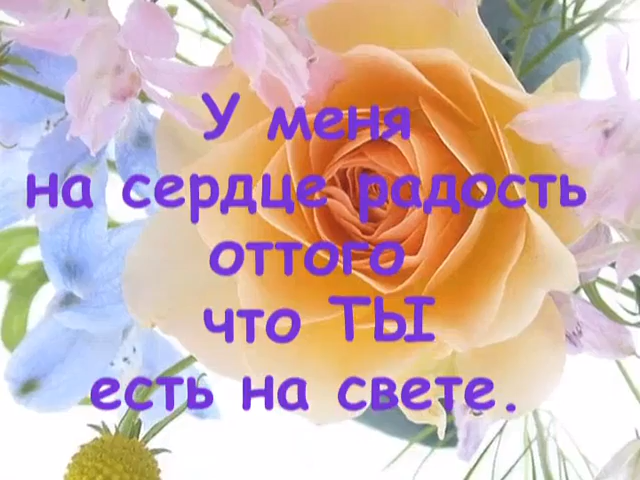 У меня
на сердце радость
оттого
что ТЫ
есть на свете.